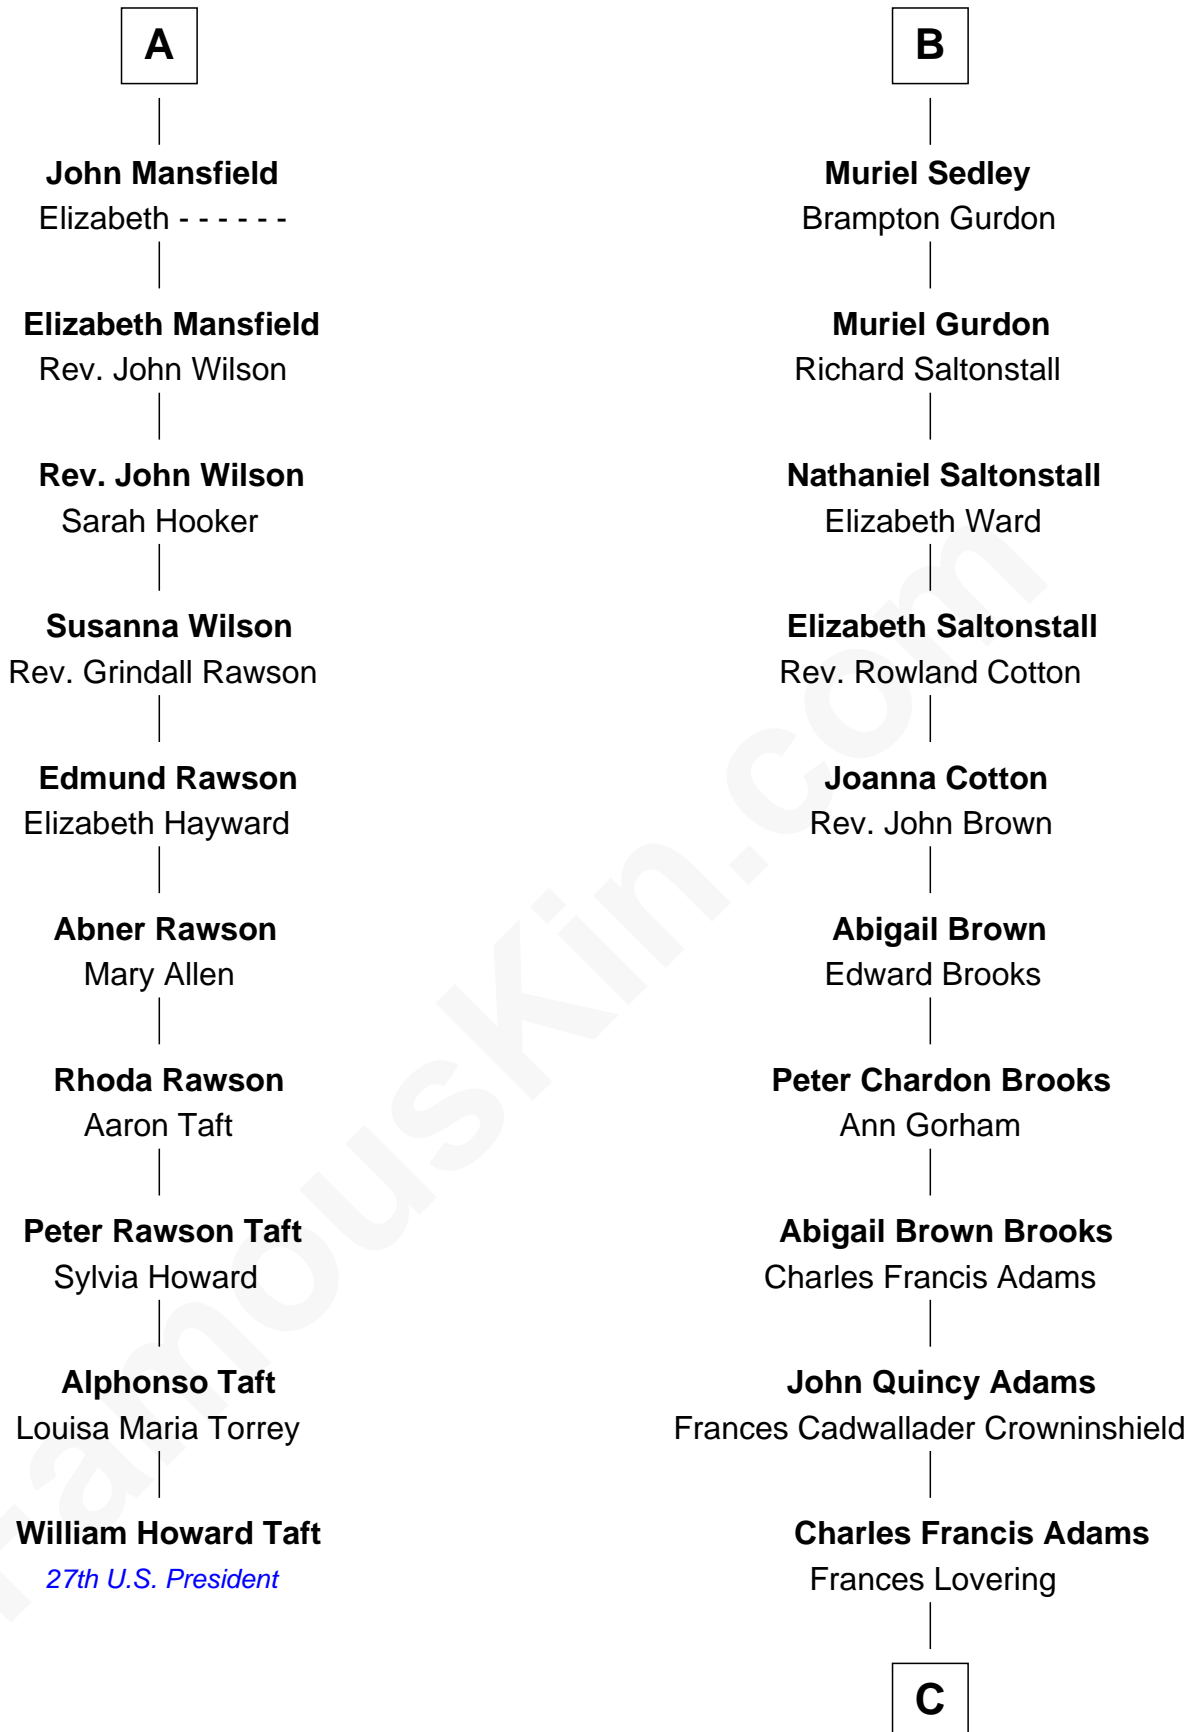 A
John Mansfield
Elizabeth - - - - - -
Elizabeth Mansfield
Rev. John Wilson
Rev. John Wilson
Sarah Hooker
Susanna Wilson
Rev. Grindall Rawson
Edmund Rawson
Elizabeth Hayward
Abner Rawson
Mary Allen
Rhoda Rawson
Aaron Taft
Peter Rawson Taft
Sylvia Howard
Alphonso Taft
Louisa Maria Torrey
William Howard Taft
27th U.S. President
B
Muriel Sedley
Brampton Gurdon
Muriel Gurdon
Richard Saltonstall
Nathaniel Saltonstall
Elizabeth Ward
Elizabeth Saltonstall
Rev. Rowland Cotton
Joanna Cotton
Rev. John Brown
Abigail Brown
Edward Brooks
Peter Chardon Brooks
Ann Gorham
Abigail Brown Brooks
Charles Francis Adams
John Quincy Adams
Frances Cadwallader Crowninshield
Charles Francis Adams
Frances Lovering
C
FamousKin.com